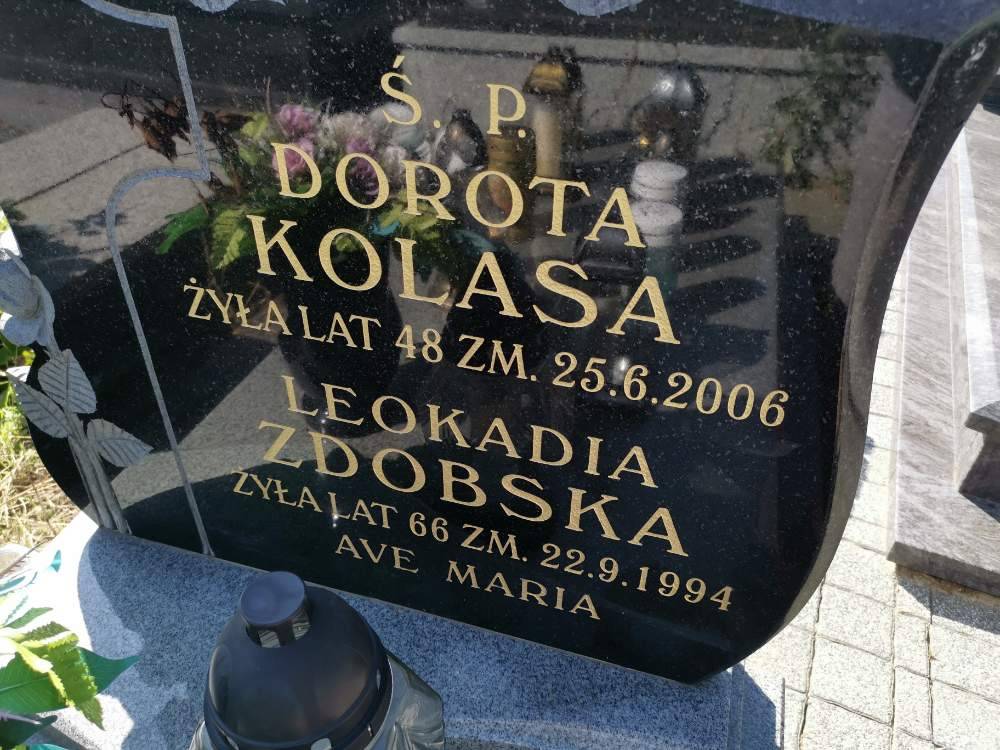 Ś. P.
DOROTA
KOLASA
ŻYŁA LAT 48 ZM. 25.6.2006
LEOKADIA
ZDOBSKA
ŻYŁA LAT 66 ZM. 22.9.1994
AVE MARIA